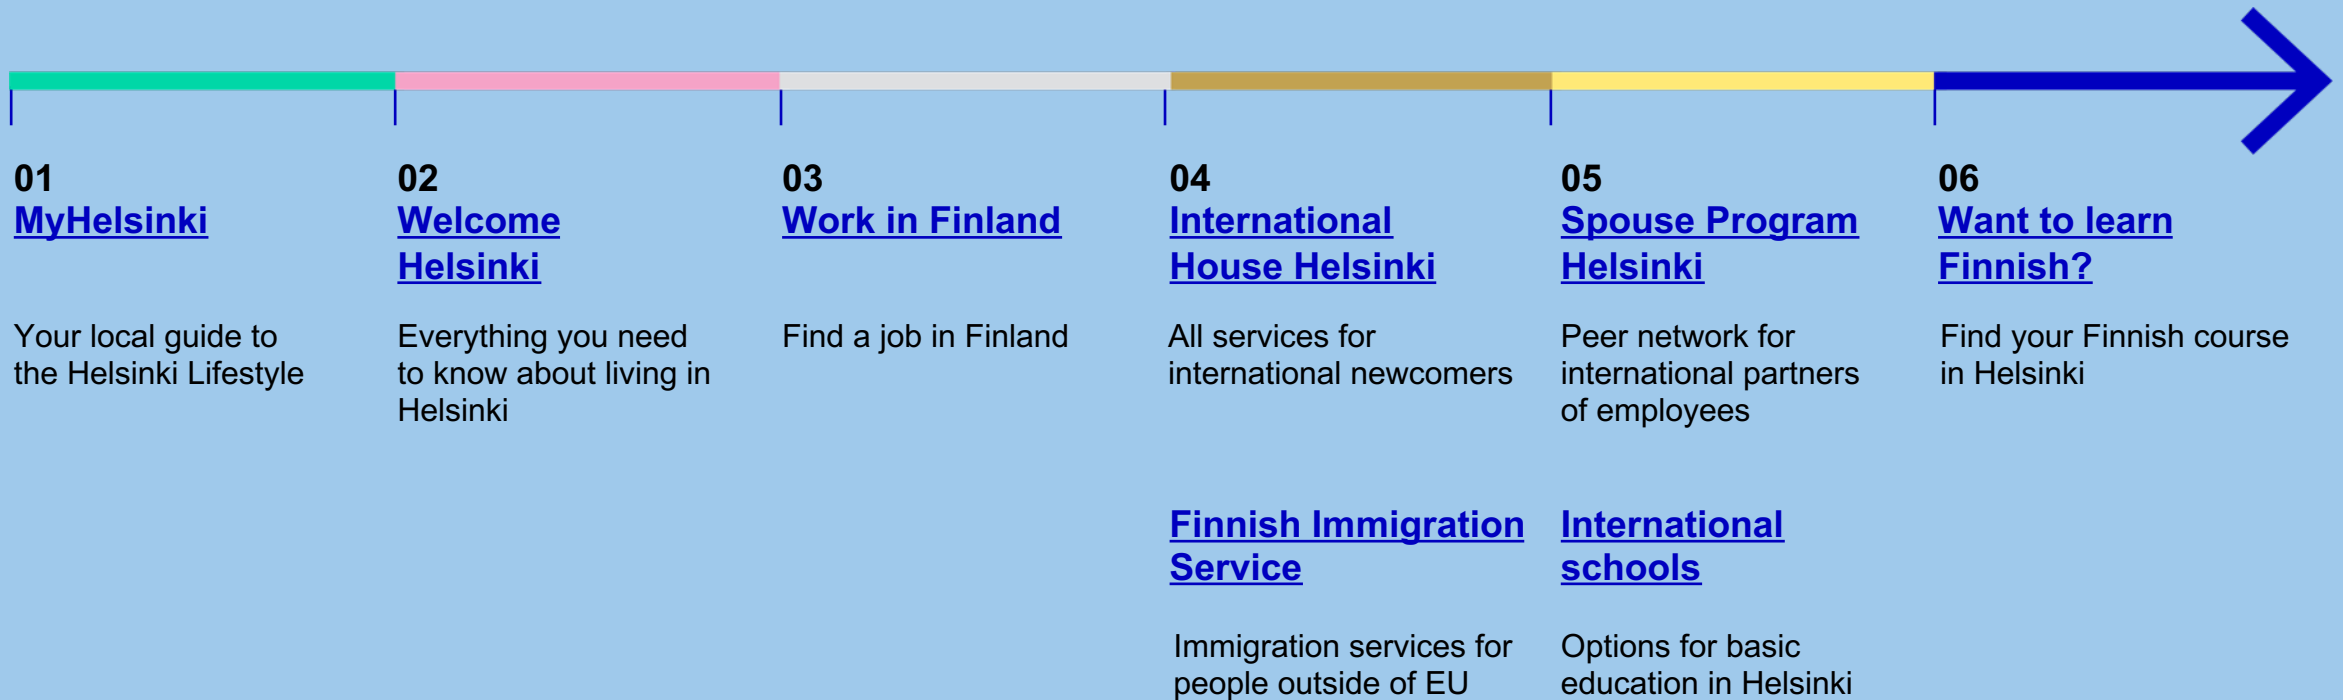 01
MyHelsinki
Your local guide to
the Helsinki Lifestyle
02
Welcome
Helsinki
Everything you need
to know about living in
Helsinki
03
Work in Finland
Find a job in Finland
04
International
House Helsinki
All services for
international newcomers
Finnish Immigration
Service
Immigration services for
people outside of EU
05
Spouse Program
Helsinki
Peer network for
international partners
of employees
International
schools
Options for basic
education in Helsinki
06
Want to learn
Finnish?
Find your Finnish course
in Helsinki